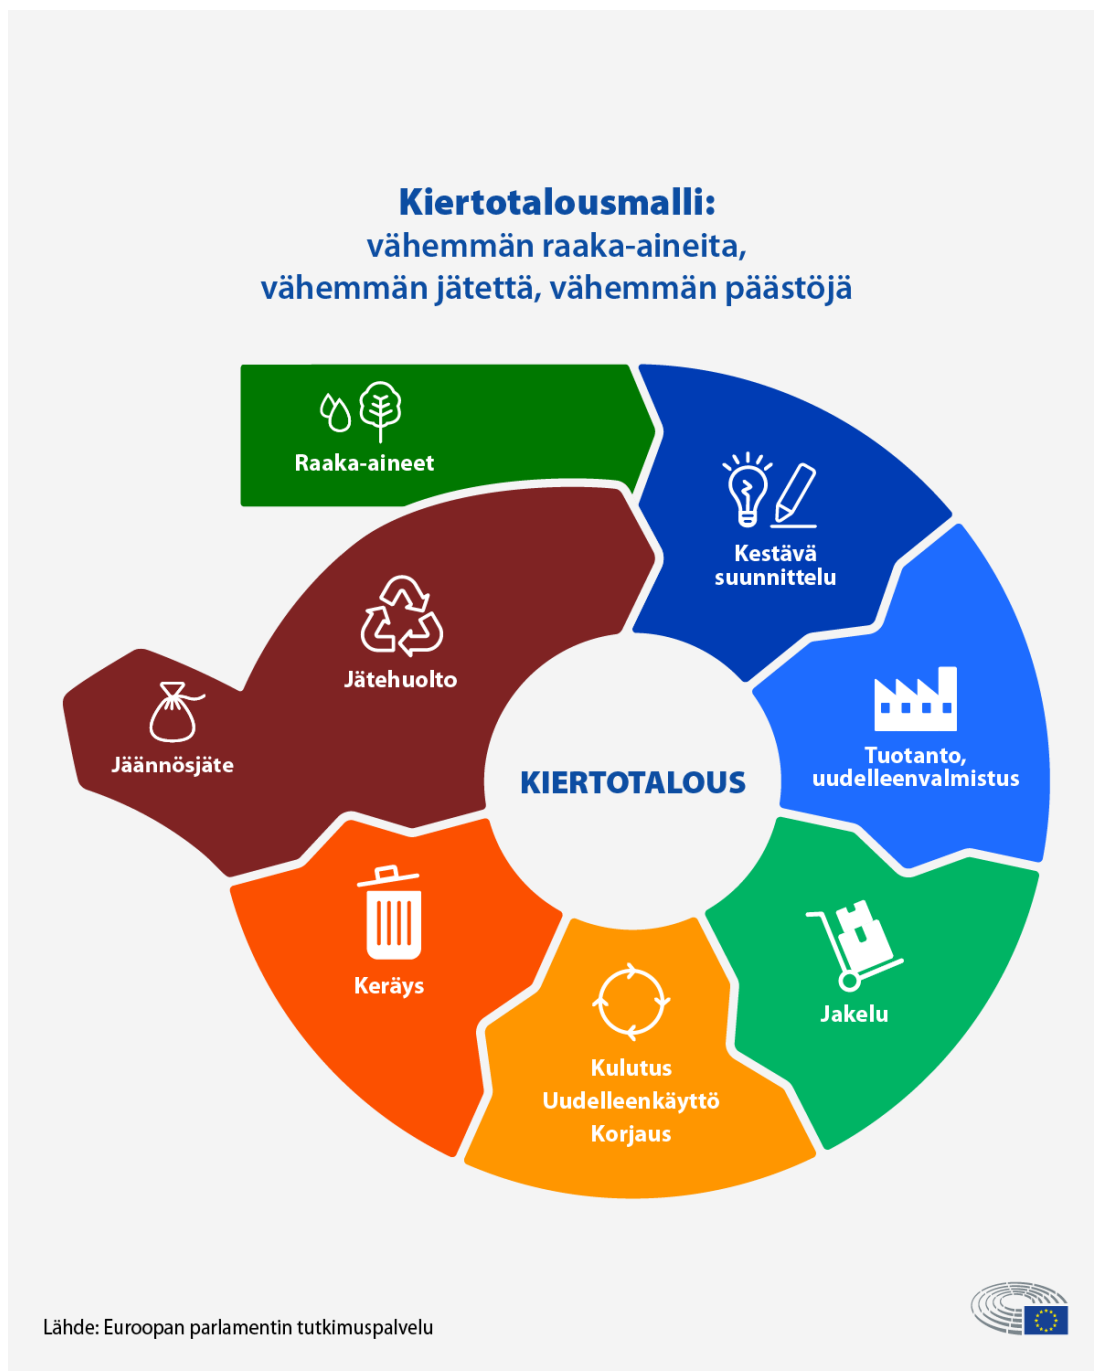 Kiertotalousmalli:
vähemmän raaka-aineita,
vähemmän jätettä, vähemmän päästöjä
Raaka-aineet
Kestävä
suunnittelu
Tuotanto,
uudelleenvalmistus
Jakelu
Kulutus
Uudelleenkäyttö
Korjaus
Keräys
Jätehuolto
Jäännösjäte
KIERTOTALOUS
Lähde: Euroopan parlamentin tutkimuspalvelu